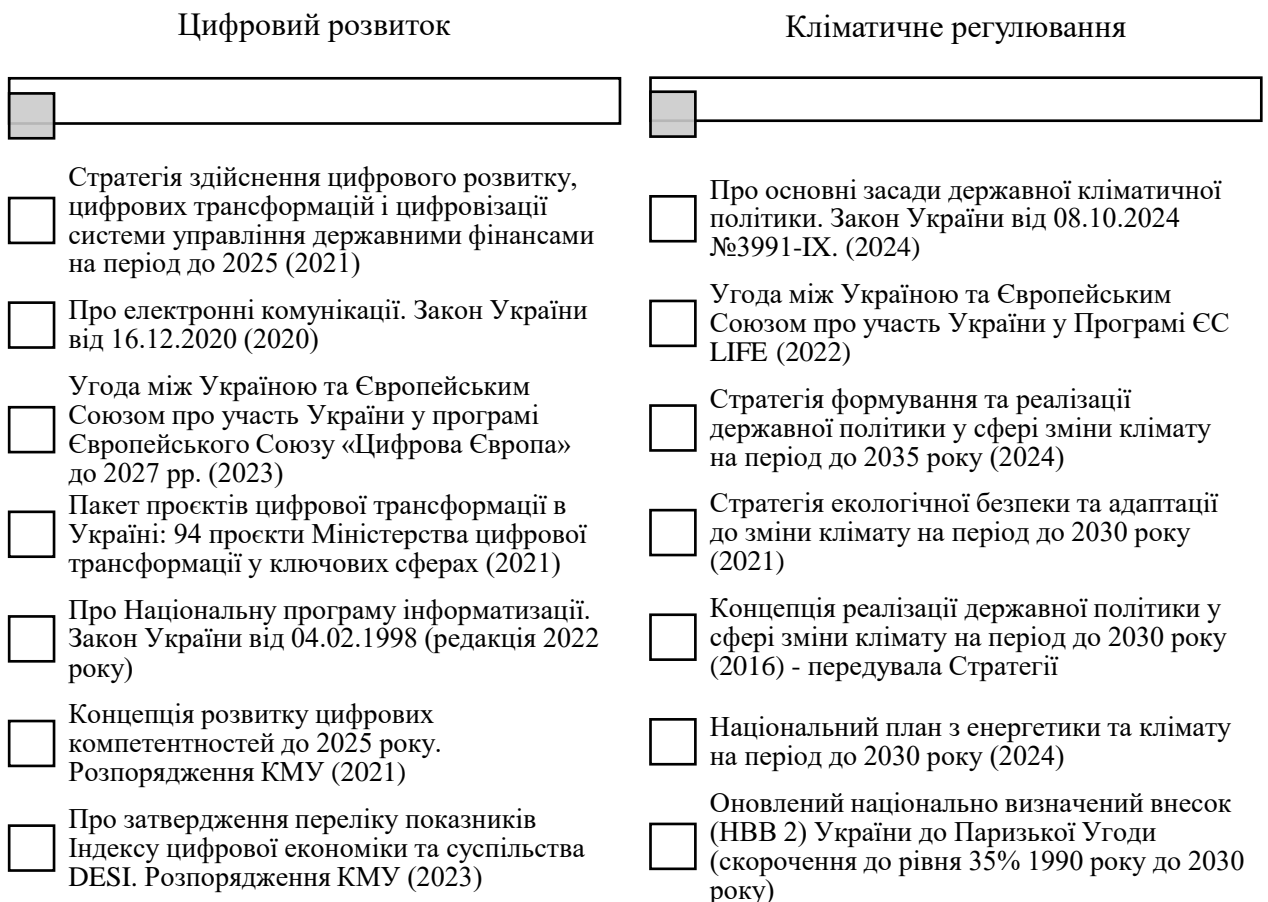 Цифровий розвиток
Стратегія здійснення цифрового розвитку,
цифрових трансформацій і цифровізації
системи управління державними фінансами
на період до 2025 (2021)
Про електронні комунікації. Закон України
від 16.12.2020 (2020)
Угода між Україною та Європейським
Союзом про участь України у програмі
Європейського Союзу «Цифрова Європа»
до 2027 рр. (2023)
Пакет проєктів цифрової трансформації в
Україні: 94 проєкти Міністерства цифрової
трансформації у ключових сферах (2021)
Про Національну програму інформатизації.
Закон України від 04.02.1998 (редакція 2022
року)
Концепція розвитку цифрових
компетентностей до 2025 року.
Розпорядження КМУ (2021)
Про затвердження переліку показників
Індексу цифрової економіки та суспільства
DESI. Розпорядження КМУ (2023)
Кліматичне регулювання
Про основні засади державної кліматичної
політики. Закон України від 08.10.2024
№3991-IX. (2024)
Угода між Україною та Європейським
Союзом про участь України у Програмі ЄС
LIFE (2022)
Стратегія формування та реалізації
державної політики у сфері зміни клімату
на період до 2035 року (2024)
Стратегія екологічної безпеки та адаптації
до зміни клімату на період до 2030 року
(2021)
Концепція реалізації державної політики у
сфері зміни клімату на період до 2030 року
(2016) - передувала Стратегії
Національний план з енергетики та клімату
на період до 2030 року (2024)
Оновлений національно визначений внесок
(НВВ 2) України до Паризької Угоди
(скорочення до рівня 35% 1990 року до 2030
року)